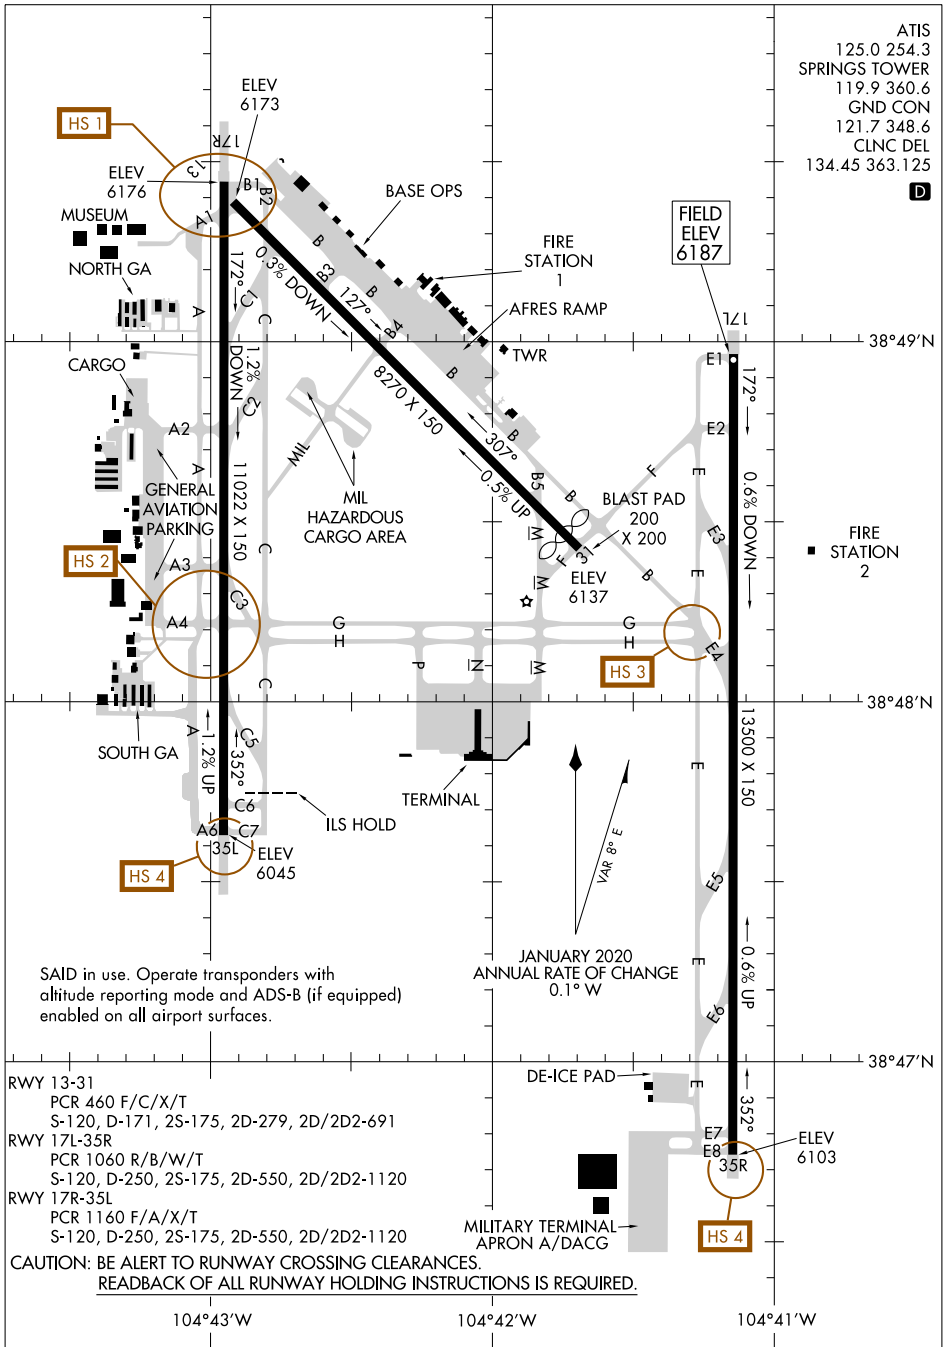 ATIS
125.0 254.3
SPRINGS TOWER
119.9 360.6
GND CON
121.7 348.6
CLNC DEL
134.45 363.125
D
ELEV
6173
HS 1
17R
13
ELEV
6176
B1
B2
A1
MUSEUM
BASE OPS
FIELD
ELEV
6187
FIRE
STATION
1
NORTH GA
172°
0.3% DOWN
B3
B
B
127°
A
C1
C
AFRES RAMP
17L
B4
TWR
E1
38°49'N
CARGO
1.2%
DOWN
8270 X 150
B
172°
C2
A2
307°
B
E2
MIL
A
11022 X 150
GENERAL
AVIATION
PARKING
MIL
HAZARDOUS
CARGO AREA
0.5% UP
B5
F
E
0.6% DOWN
B
BLAST PAD
200
X 200
M
E3
FIRE
STATION
2
HS 2
C
A3
F
31
ELEV
6137
M
B
E
C3
A4
G
H
G
H
E4
HS 3
P
N
M
C
38°48'N
A
C5
SOUTH GA
1.2% UP
352°
TERMINAL
E
13500 X 150
C6
ILS HOLD
A6
C7
35L
ELEV
6045
HS 4
VAR 8° E
E5
JANUARY 2020
ANNUAL RATE OF CHANGE
0.1° W
E
0.6% UP
SAID in use. Operate transponders with
altitude reporting mode and ADS-B (if equipped)
enabled on all airport surfaces.
E6
38°47'N
DE-ICE PAD
E
352°
RWY 13-31
PCR 460 F/C/X/T
S-120, D-171, 2S-175, 2D-279, 2D/2D2-691
RWY 17L-35R
PCR 1060 R/B/W/T
S-120, D-250, 2S-175, 2D-550, 2D/2D2-1120
RWY 17R-35L
PCR 1160 F/A/X/T
S-120, D-250, 2S-175, 2D-550, 2D/2D2-1120
E7
E8
35R
ELEV
6103
MILITARY TERMINAL
APRON A/DACG
HS 4
CAUTION: BE ALERT TO RUNWAY CROSSING CLEARANCES.
READBACK OF ALL RUNWAY HOLDING INSTRUCTIONS IS REQUIRED.
104°43'W
104°42'W
104°41'W